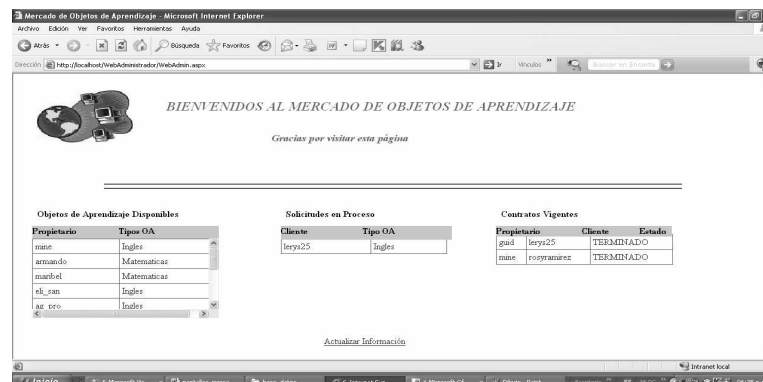 Mercado de Objetos de Aprendizaje - Microsoft Internet Explorer
Archivo Edición Ver Favoritos Herramientas Ayuda
Atrás Búsqueda Favoritos
Dirección http://localhost/WebAdministrador/WebAdmin.aspx Ir Vínculos » Buscar en Encarta
BIENVENIDOS AL MERCADO DE OBJETOS DE APRENDIZAJE
Gracias por visitar esta página
Objetos de Aprendizaje Disponibles
Propietario Tipos OA
mine Ingles
armando Matematicas
maribel Matematicas
eli_san Ingles
ag_pro Ingles
Solicitudes en Proceso
Cliente Tipo OA
lerys25 Ingles
Contratos Vigentes
Propietario Cliente Estado
guid lerys25 TERMINADO
mine rosyramirez TERMINADO
Actualizar Información
Intranet local
Inicio